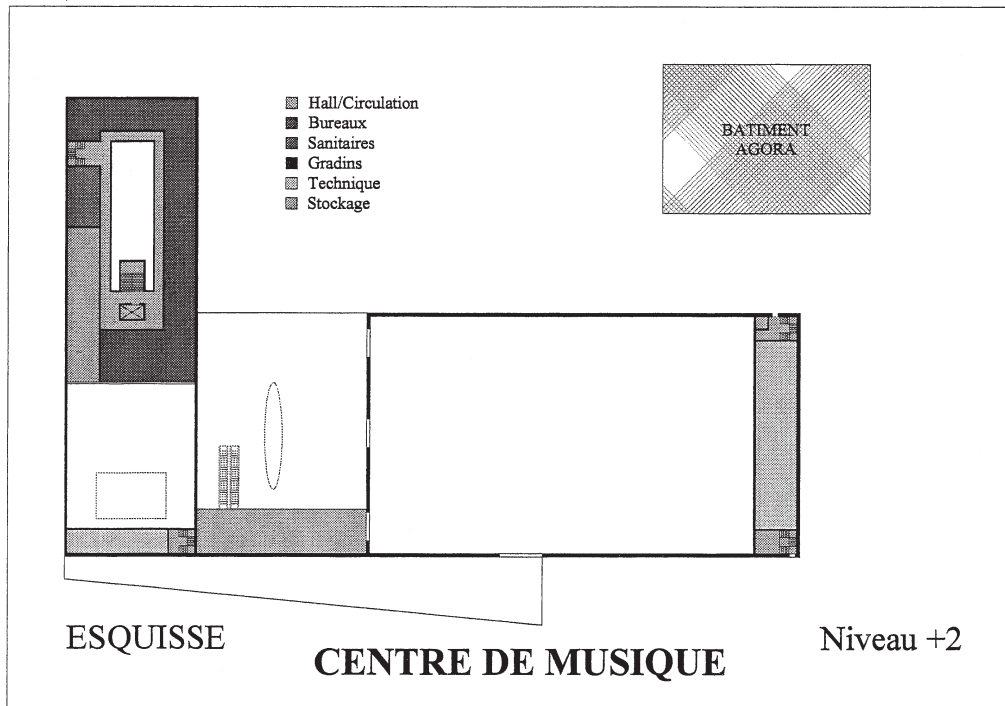 Hall/Circulation
Bureaux
Sanitaires
Gradins
Technique
Stockage
BATIMENT
AGORA
ESQUISSE
CENTRE DE MUSIQUE
Niveau +2